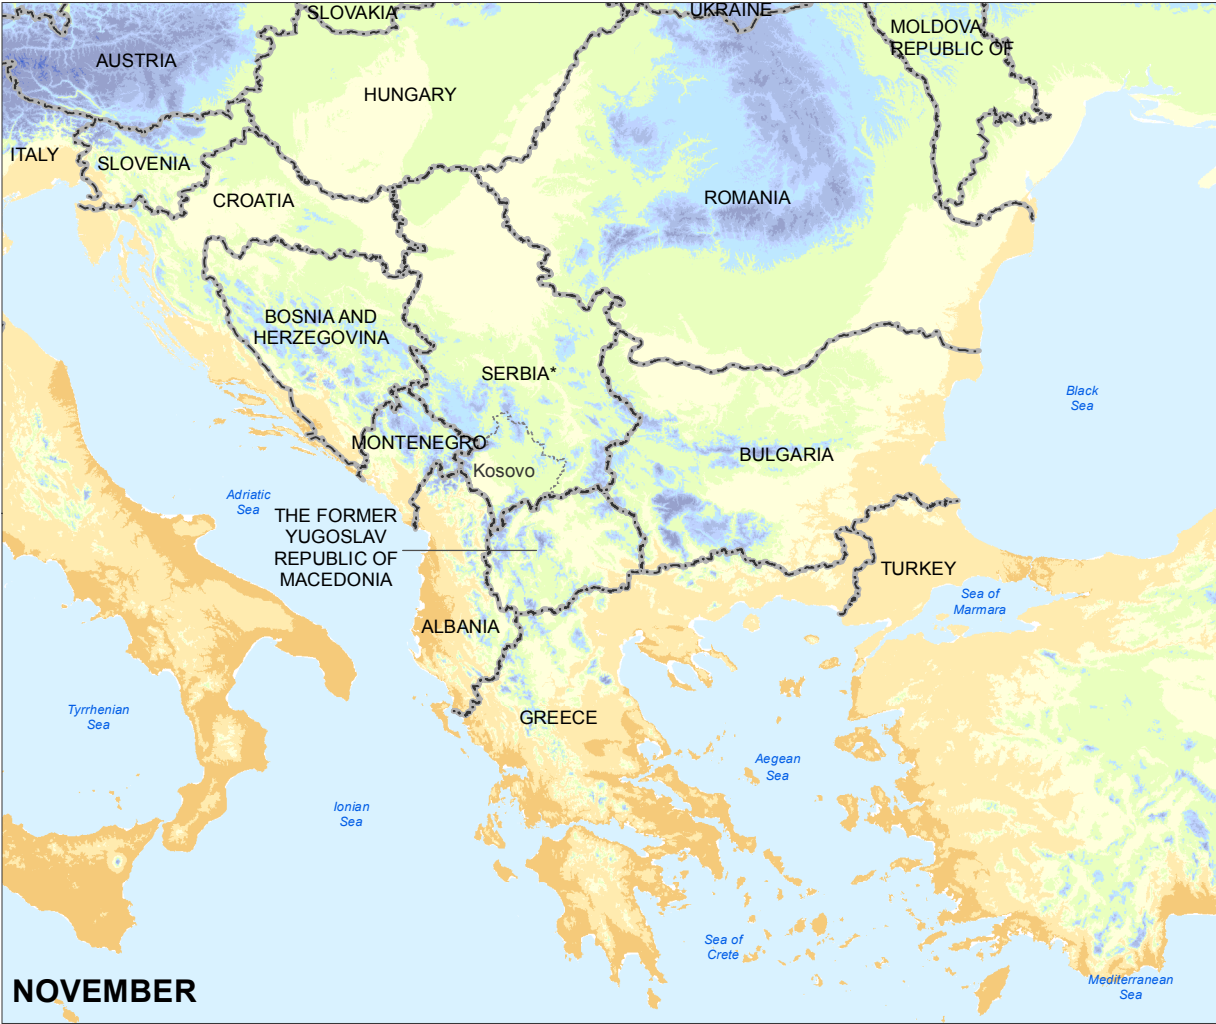 SLOVAKIA
UKRAINE
MOLDOVA,
REPUBLIC OF
AUSTRIA
HUNGARY
ITALY
SLOVENIA
CROATIA
ROMANIA
BOSNIA AND
HERZEGOVINA
SERBIA*
Black
Sea
MONTENEGRO
BULGARIA
Kosovo
Adriatic
Sea
THE FORMER
YUGOSLAV
REPUBLIC OF
MACEDONIA
TURKEY
Sea of
Marmara
ALBANIA
Tyrrhenian
Sea
GREECE
Aegean
Sea
Ionian
Sea
Sea of
Crete
Mediterranean
Sea
NOVEMBER